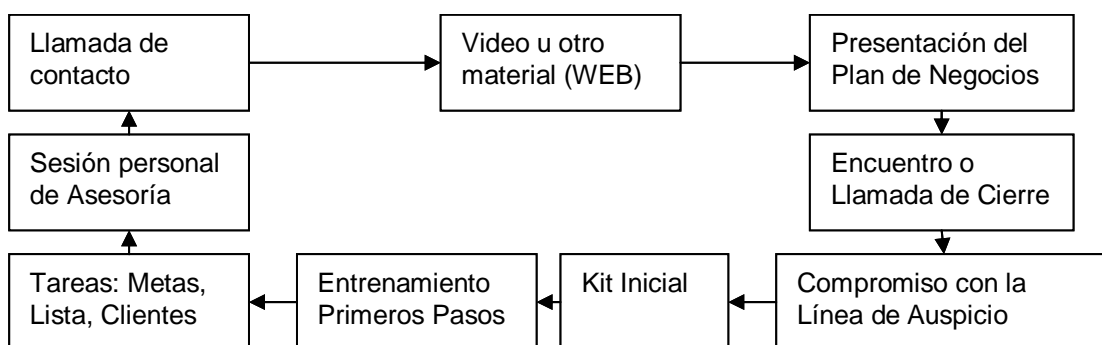 Llamada de
contacto
Video u otro
material (WEB)
Presentación del
Plan de Negocios
Sesión personal
de Asesoría
Encuentro o
Llamada de Cierre
Tareas: Metas,
Lista, Clientes
Entrenamiento
Primeros Pasos
Kit Inicial
Compromiso con la
Línea de Auspicio